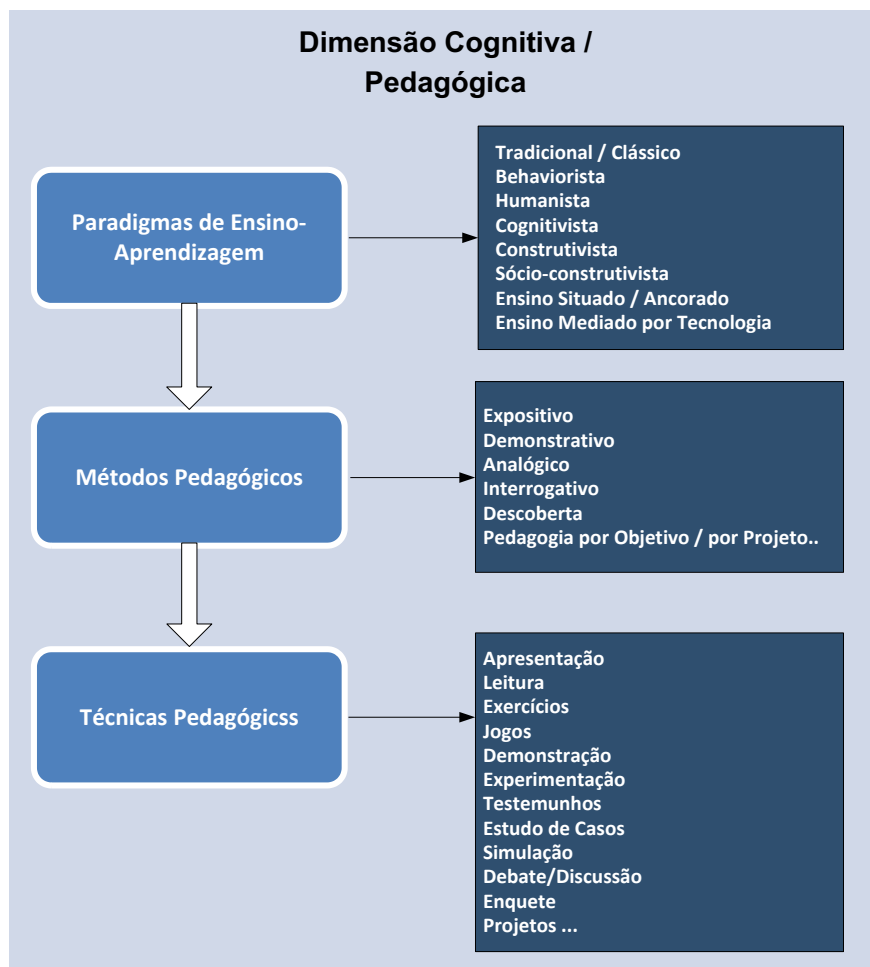 Dimensão Cognitiva /
Pedagógica
Paradigmas de Ensino-
Aprendizagem
Tradicional / Clássico
Behaviorista
Humanista
Cognitivista
Construtivista
Sócio-construtivista
Ensino Situado / Ancorado
Ensino Mediado por Tecnologia
Métodos Pedagógicos
Expositivo
Demonstrativo
Analógico
Interrogativo
Descoberta
Pedagogia por Objetivo / por Projeto..
Técnicas Pedagógicss
Apresentação
Leitura
Exercícios
Jogos
Demonstração
Experimentação
Testemunhos
Estudo de Casos
Simulação
Debate/Discussão
Enquete
Projetos ...